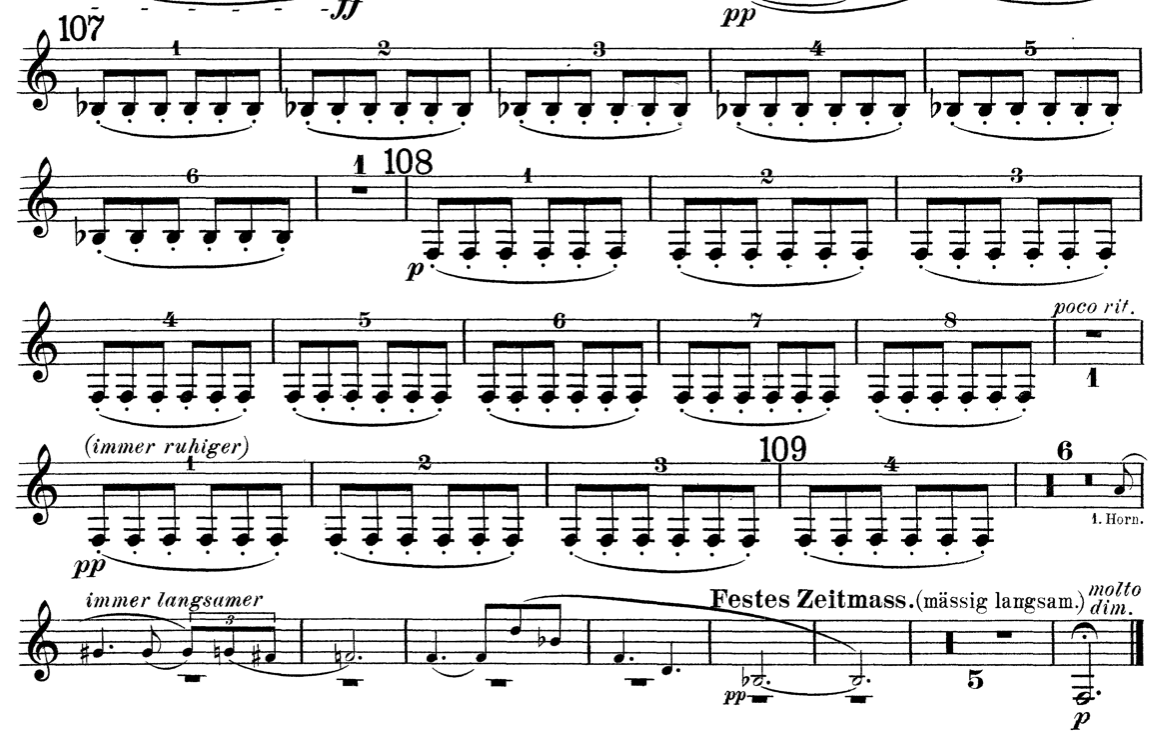 ff pp
107
1 2 3 4 5
6 1 108 1 2 3
p
poco rit.
4 5 6 7 8
1
(immer ruhiger) 109
1 2 3 4 6
1. Horn.
pp
immer langsamer Festes Zeitmass. (mässig langsam.) molto
dim.
3
pp 5
p